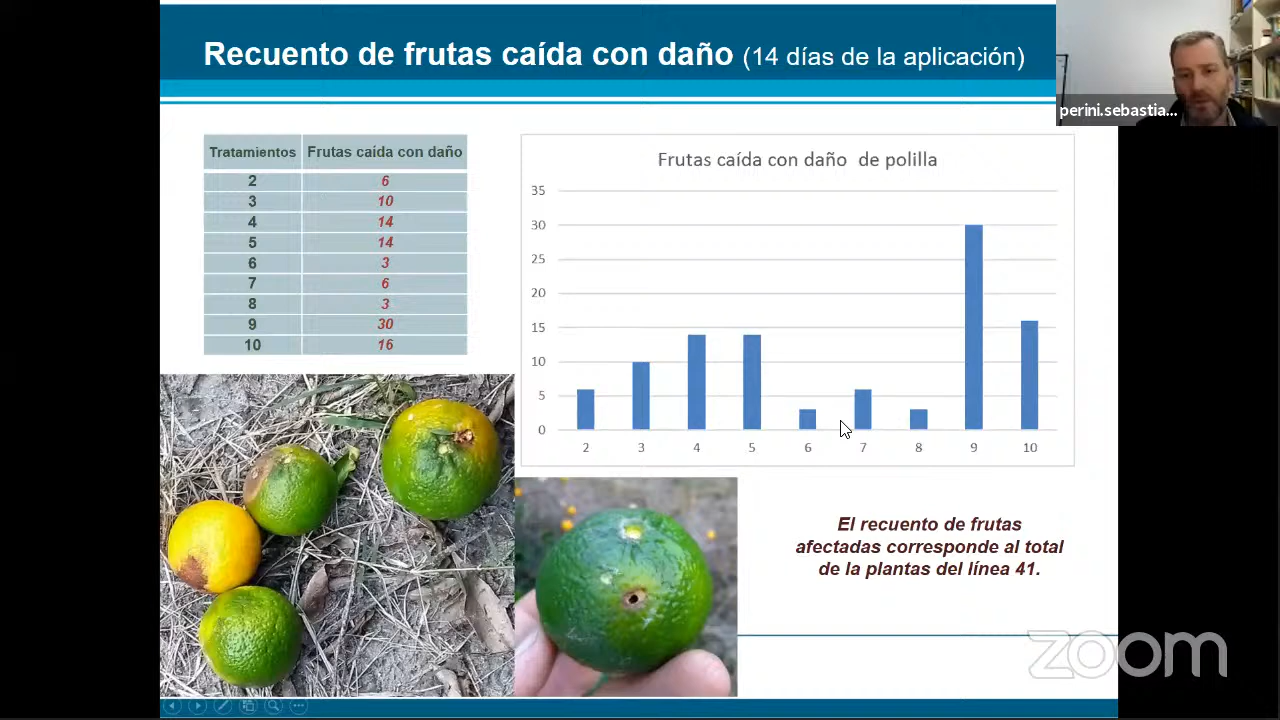 Recuento de frutas caída con daño (14 días de la aplicación)
perini.sebastia...
Tratamientos Frutas caída con daño
2 6
3 10
4 14
5 14
6 3
7 6
8 3
9 30
10 16
Frutas caída con daño de polilla
35
30
25
20
15
10
5
0
2 3 4 5 6 7 8 9 10
El recuento de frutas
afectadas corresponde al total
de la plantas del línea 41.
zoom